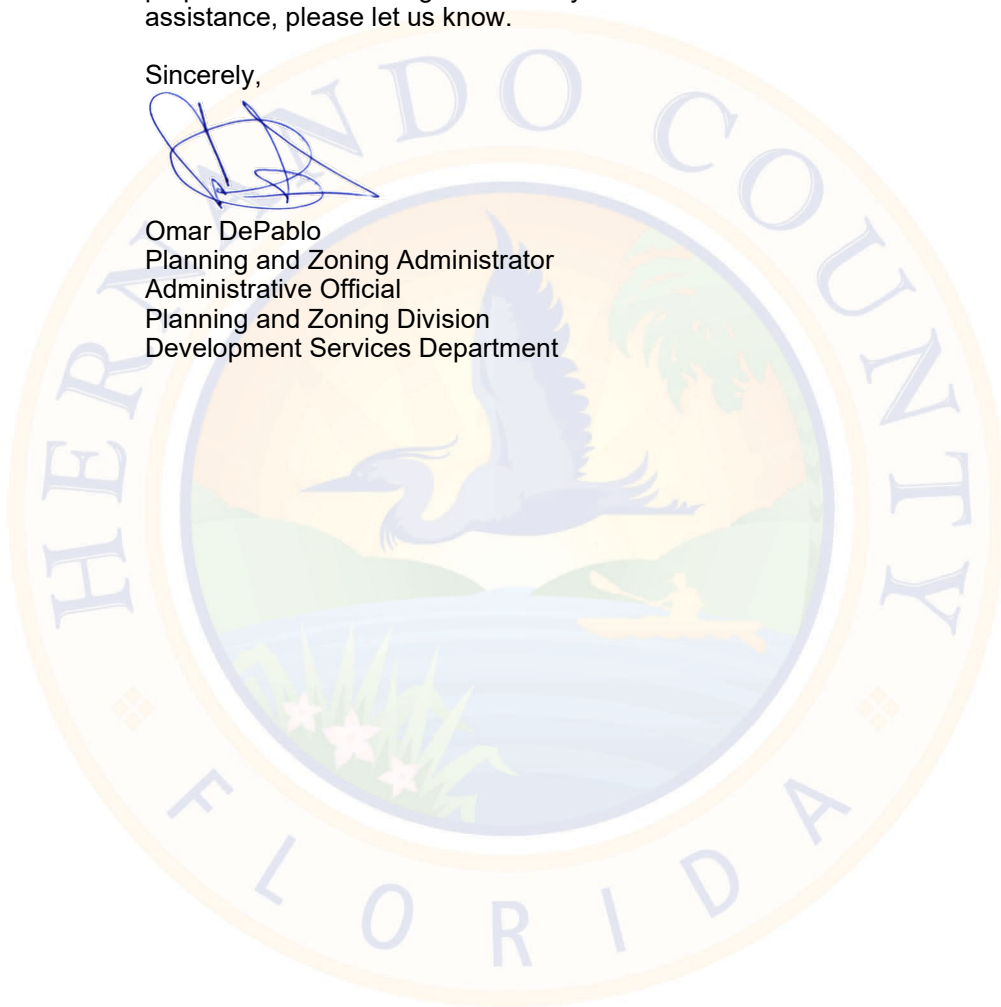 assistance, please let us know.
Sincerely,
Omar DePablo
Planning and Zoning Administrator
Administrative Official
Planning and Zoning Division
Development Services Department
HERNANDO COUNTY
FLORIDA